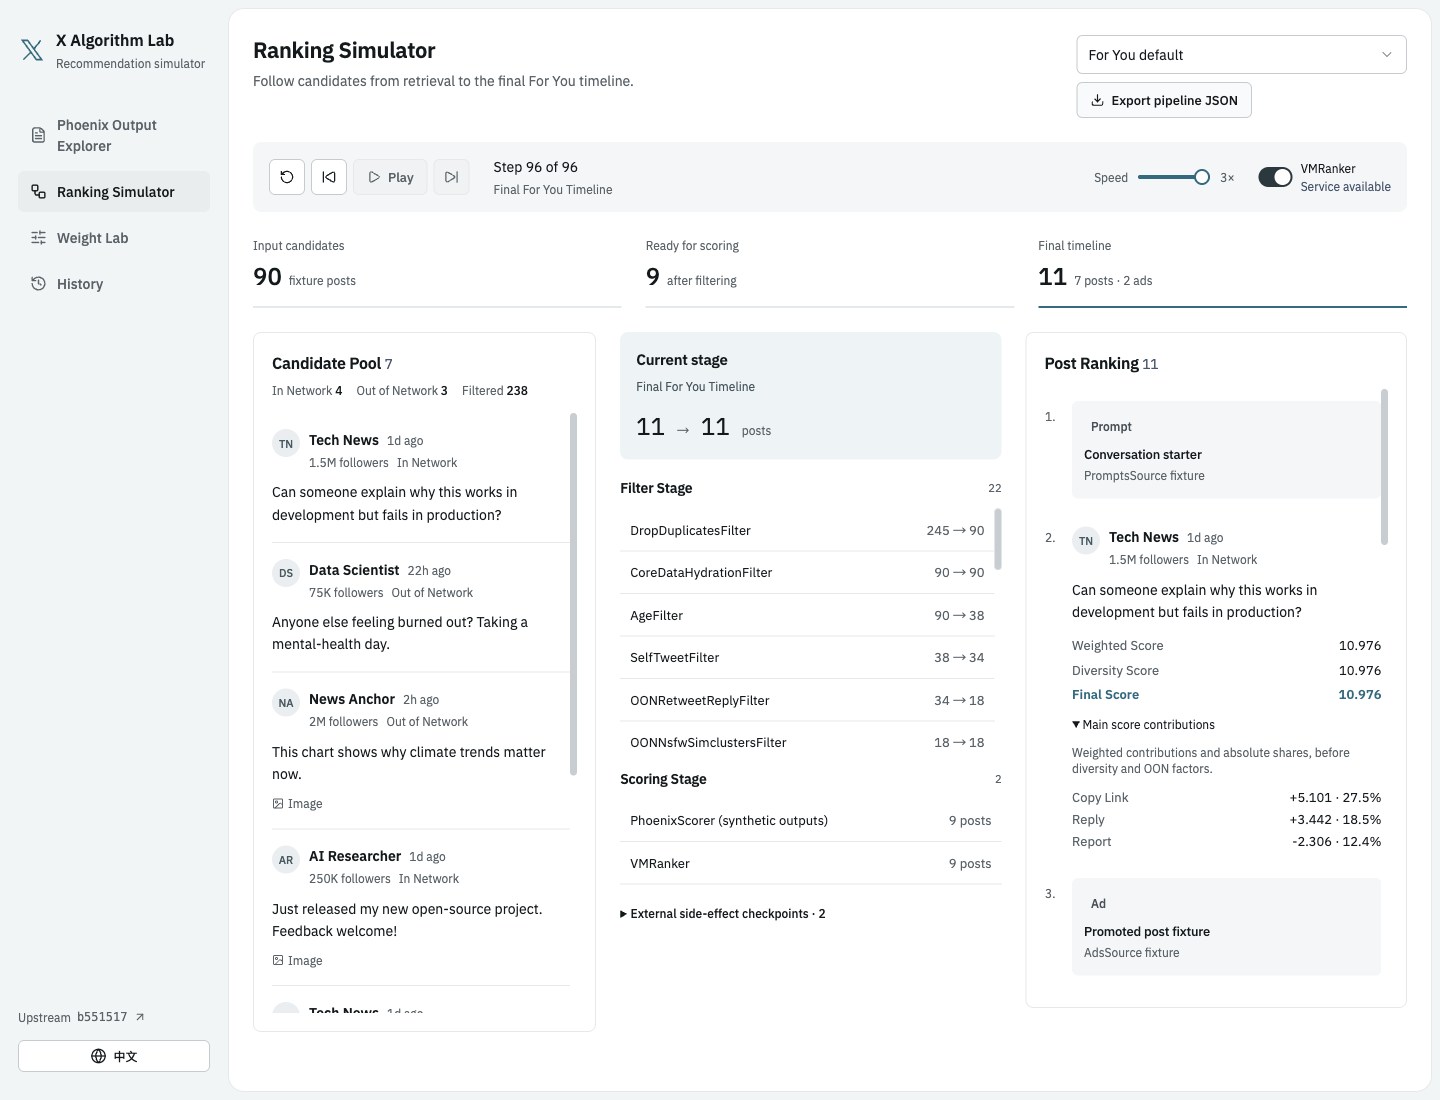 X Algorithm Lab
Recommendation simulator
Phoenix Output
Explorer
Ranking Simulator
Weight Lab
History
Upstream b551517
中文
Ranking Simulator
Follow candidates from retrieval to the final For You timeline.
For You default
Export pipeline JSON
Play
Step 96 of 96
Final For You Timeline
Speed
3×
VMRanker
Service available
Input candidates
90 fixture posts
Ready for scoring
9 after filtering
Final timeline
11 7 posts · 2 ads
Candidate Pool 7
In Network 4 Out of Network 3 Filtered 238
TN
Tech News 1d ago
1.5M followers In Network
Can someone explain why this works in
development but fails in production?
DS
Data Scientist 22h ago
75K followers Out of Network
Anyone else feeling burned out? Taking a
mental-health day.
NA
News Anchor 2h ago
2M followers Out of Network
This chart shows why climate trends matter
now.
Image
AR
AI Researcher 1d ago
250K followers In Network
Just released my new open-source project.
Feedback welcome!
Image
Tech News 1d ago
Current stage
Final For You Timeline
11 → 11 posts
Filter Stage 22
DropDuplicatesFilter 245 → 90
CoreDataHydrationFilter 90 → 90
AgeFilter 90 → 38
SelfTweetFilter 38 → 34
OONRetweetReplyFilter 34 → 18
OONNsfwSimclustersFilter 18 → 18
Scoring Stage 2
PhoenixScorer (synthetic outputs) 9 posts
VMRanker 9 posts
External side-effect checkpoints · 2
Post Ranking 11
1.
Prompt
Conversation starter
PromptsSource fixture
2.
TN
Tech News 1d ago
1.5M followers In Network
Can someone explain why this works in
development but fails in production?
Weighted Score 10.976
Diversity Score 10.976
Final Score 10.976
Main score contributions
Weighted contributions and absolute shares, before
diversity and OON factors.
Copy Link +5.101 · 27.5%
Reply +3.442 · 18.5%
Report -2.306 · 12.4%
3.
Ad
Promoted post fixture
AdsSource fixture